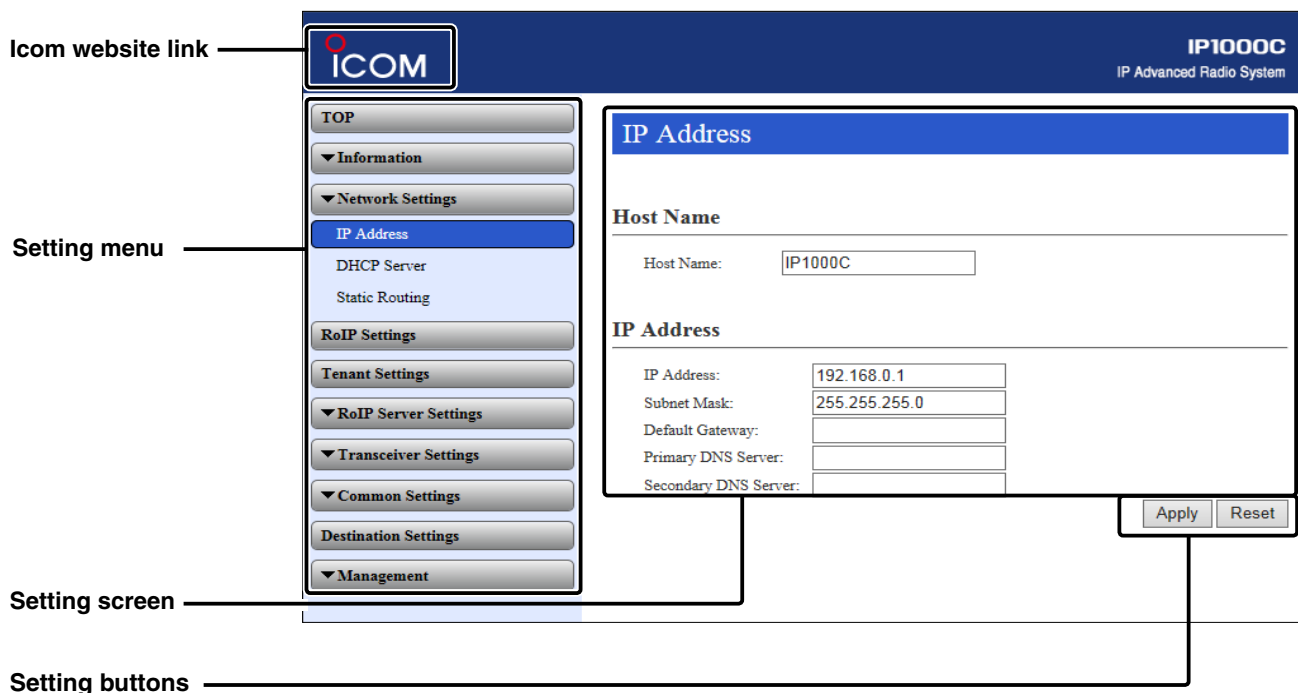 Icom website link
ICOM
IP1000C
IP Advanced Radio System
Setting menu
TOP
▼Information
▼Network Settings
IP Address
DHCP Server
Static Routing
RoIP Settings
Tenant Settings
▼RoIP Server Settings
▼Transceiver Settings
▼Common Settings
Destination Settings
▼Management
IP Address
Host Name
Host Name: IP1000C
IP Address
IP Address: 192.168.0.1
Subnet Mask: 255.255.255.0
Default Gateway:
Primary DNS Server:
Secondary DNS Server:
Apply Reset
Setting screen
Setting buttons